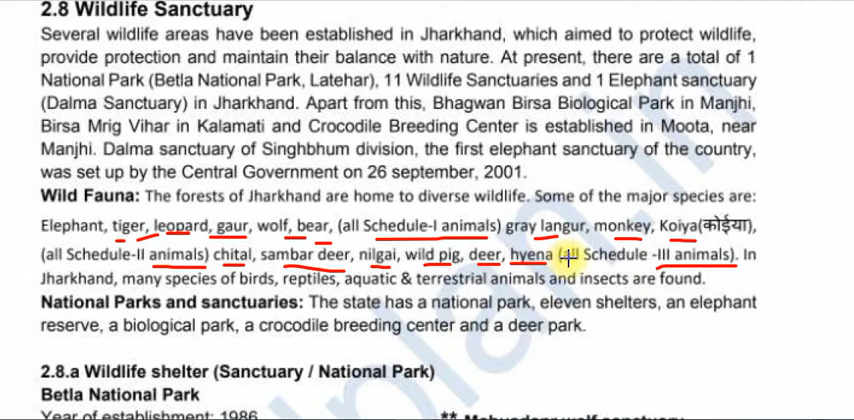 2.8 Wildlife Sanctuary
Several wildlife areas have been established in Jharkhand, which aimed to protect wildlife,
provide protection and maintain their balance with nature. At present, there are a total of 1
National Park (Betla National Park, Latehar), 11 Wildlife Sanctuaries and 1 Elephant sanctuary
(Dalma Sanctuary) in Jharkhand. Apart from this, Bhagwan Birsa Biological Park in Manjhi,
Birsa Mrig Vihar in Kalamati and Crocodile Breeding Center is established in Moota, near
Manjhi. Dalma sanctuary of Singhbhum division, the first elephant sanctuary of the country,
was set up by the Central Government on 26 september, 2001.
Wild Fauna: The forests of Jharkhand are home to diverse wildlife. Some of the major species are:
Elephant, tiger, leopard, gaur, wolf, bear, (all Schedule-I animals) gray langur, monkey, Koiya(कोईया),
(all Schedule-II animals) chital, sambar deer, nilgai, wild pig, deer, hyena (all Schedule -III animals). In
Jharkhand, many species of birds, reptiles, aquatic & terrestrial animals and insects are found.
National Parks and sanctuaries: The state has a national park, eleven shelters, an elephant
reserve, a biological park, a crocodile breeding center and a deer park.
2.8.a Wildlife shelter (Sanctuary / National Park)
Betla National Park
Year of establishment: 1986